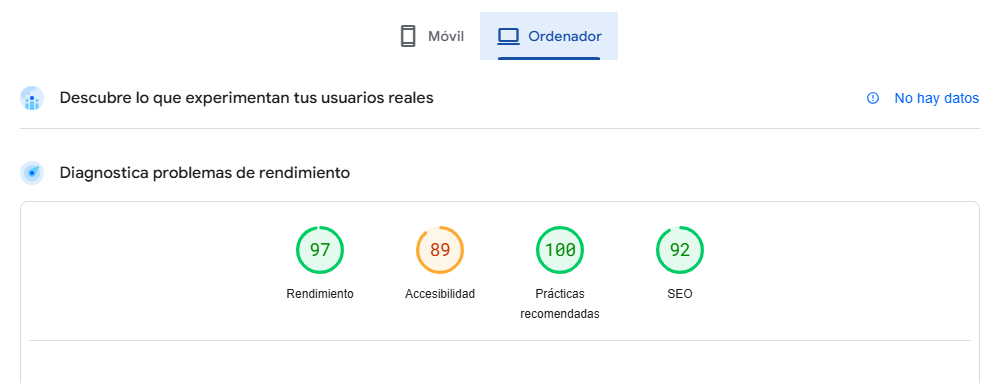 Móvil
Ordenador
Descubre lo que experimentan tus usuarios reales
No hay datos
Diagnostica problemas de rendimiento
97
89
100
92
Rendimiento
Accesibilidad
Prácticas
recomendadas
SEO